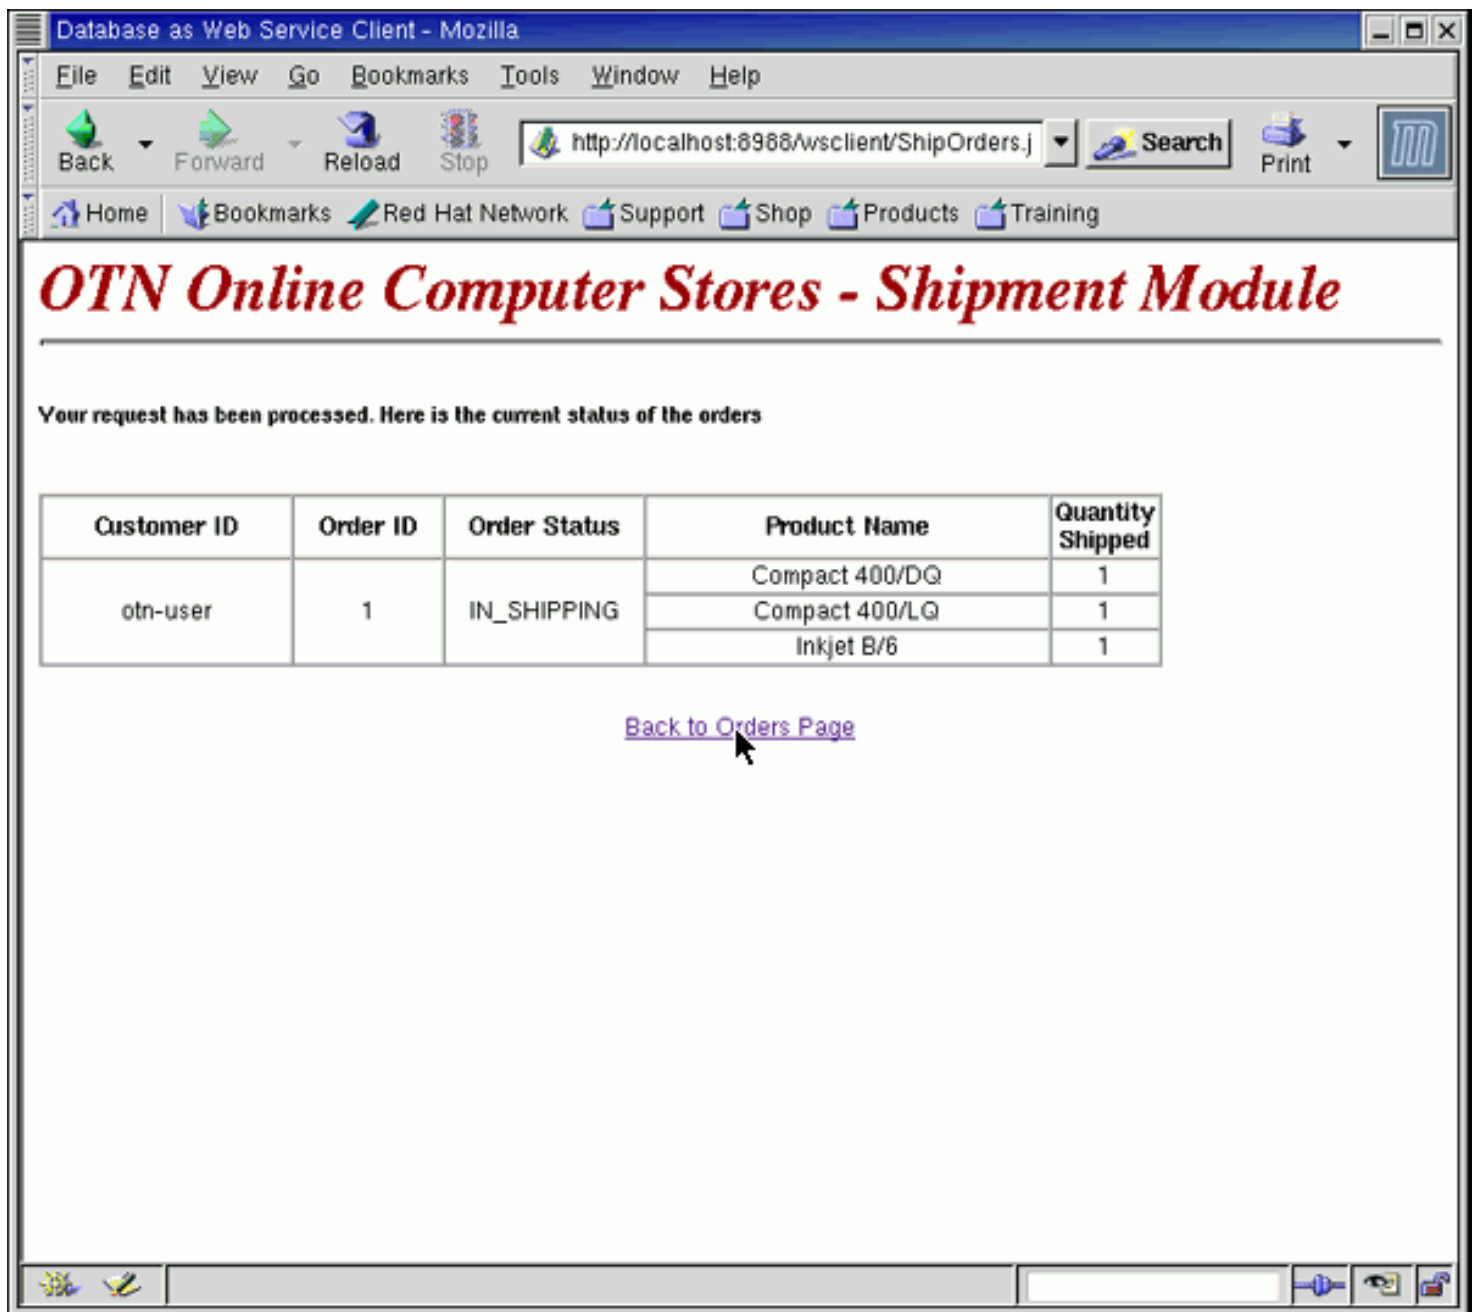 Database as Web Service Client - Mozilla
File Edit View Go Bookmarks Tools Window Help
Back Forward Reload Stop http://localhost:8988/wsclient/ShipOrders.j Search Print
Home Bookmarks Red Hat Network Support Shop Products Training
OTN Online Computer Stores - Shipment Module
Your request has been processed. Here is the current status of the orders
Customer ID Order ID Order Status Product Name Quantity Shipped
Compact 400/DQ 1
otn-user 1 IN_SHIPPING Compact 400/LQ 1
Inkjet B/6 1
Back to Orders Page